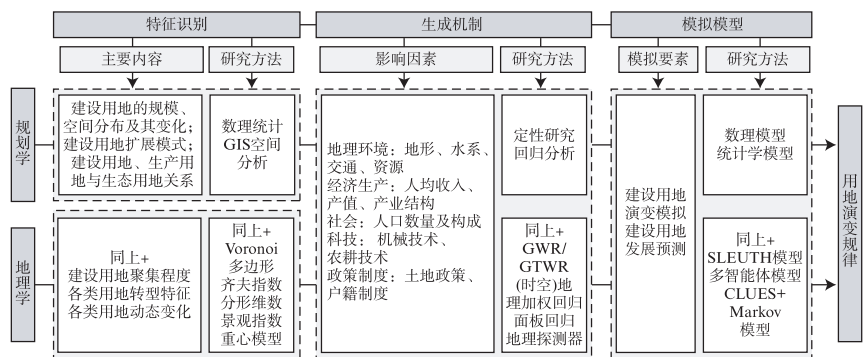 特征识别
生成机制
模拟模型
主要内容
研究方法
影响因素
研究方法
模拟要素
研究方法
规划学
建设用地的规模、
空间分布及其变化;
建设用地扩展模式;
建设用地、生产用
地与生态用地关系
数理统计
GIS空间
分析
地理环境：地形、水系、
交通、资源
经济生产：人均收入、
产值、产业结构
社会：人口数量及构成
科技： 机械技术、
农耕技术
政策制度：土地政策、
户籍制度
定性研究
回归分析
建设用地
演变模拟
建设用地
发展预测
数理模型
统计学模型
用地演变规律
地理学
同上+
建设用地聚集程度
各类用地转型特征
各类用地动态变化
同上+
Voronoi
多边形
齐夫指数
分形维数
景观指数
重心模型
同上+
GWR/
GTWR
(时空)地
理加权回归
面板回归
地理探测器
同上+
SLEUTH模型
多智能体模型
CLUES+
Markov
模型